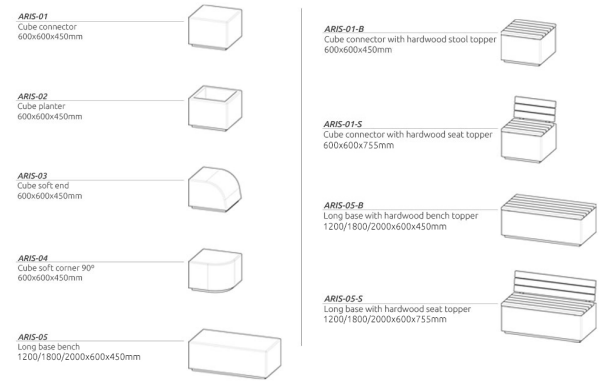 ARIS-01
Cube connector
600x600x450mm
ARIS-02
Cube planter
600x600x450mm
ARIS-03
Cube soft end
600x600x450mm
ARIS-04
Cube soft corner 90º
600x600x450mm
ARIS-05
Long base bench
1200/1800/2000x600x450mm
ARIS-01-B
Cube connector with hardwood stool topper
600x600x450mm
ARIS-01-S
Cube connector with hardwood seat topper
600x600x755mm
ARIS-05-B
Long base with hardwood bench topper
1200/1800/2000x600x450mm
ARIS-05-S
Long base with hardwood seat topper
1200/1800/2000x600x755mm